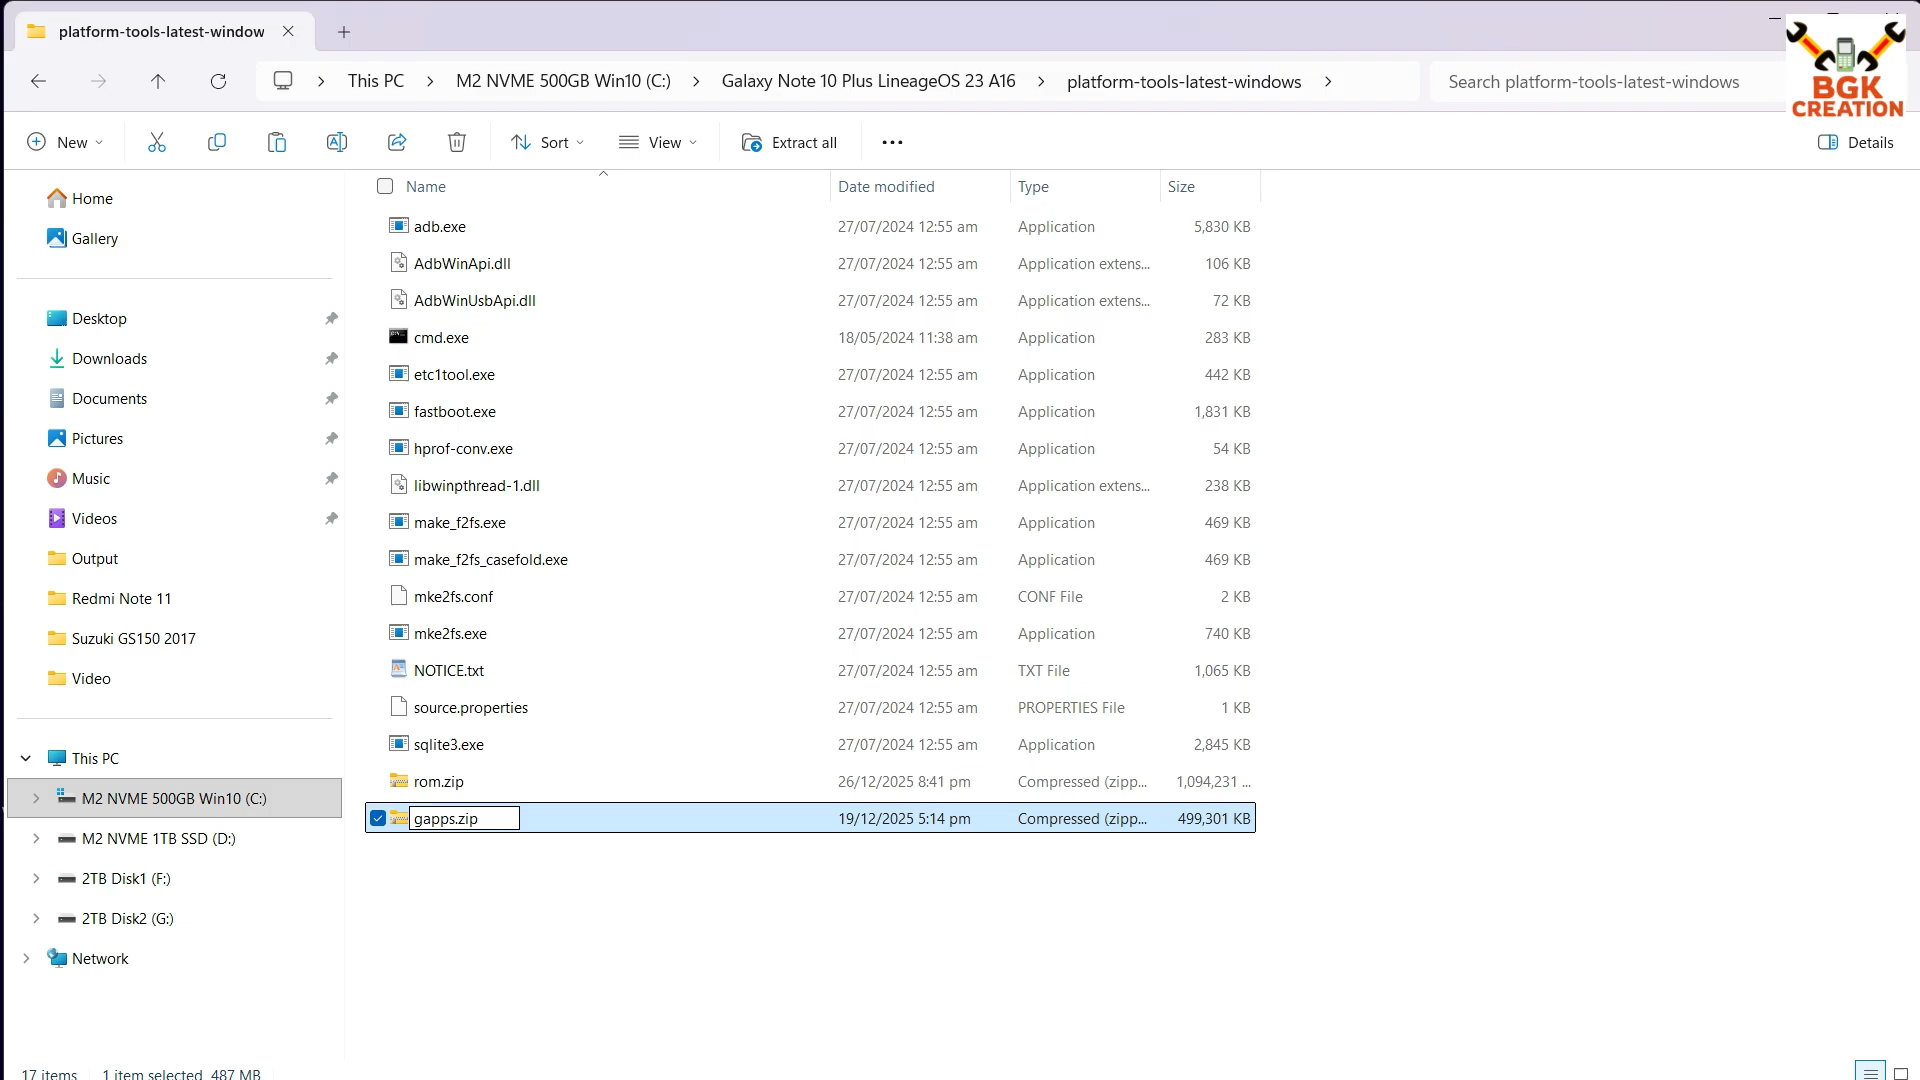 platform-tools-latest-window
This PC > M2 NVME 500GB Win10 (C:) > Galaxy Note 10 Plus LineageOS 23 A16 > platform-tools-latest-windows >
Search platform-tools-latest-windows
BGK
CREATION
New
Sort
View
Extract all
Details
Name Date modified Type Size
Home
Gallery
Desktop
Downloads
Documents
Pictures
Music
Videos
Output
Redmi Note 11
Suzuki GS150 2017
Video
This PC
M2 NVME 500GB Win10 (C:)
M2 NVME 1TB SSD (D:)
2TB Disk1 (F:)
2TB Disk2 (G:)
Network
adb.exe 27/07/2024 12:55 am Application 5,830 KB
AdbWinApi.dll 27/07/2024 12:55 am Application extens... 106 KB
AdbWinUsbApi.dll 27/07/2024 12:55 am Application extens... 72 KB
cmd.exe 18/05/2024 11:38 am Application 283 KB
etc1tool.exe 27/07/2024 12:55 am Application 442 KB
fastboot.exe 27/07/2024 12:55 am Application 1,831 KB
hprof-conv.exe 27/07/2024 12:55 am Application 54 KB
libwinpthread-1.dll 27/07/2024 12:55 am Application extens... 238 KB
make_f2fs.exe 27/07/2024 12:55 am Application 469 KB
make_f2fs_casefold.exe 27/07/2024 12:55 am Application 469 KB
mke2fs.conf 27/07/2024 12:55 am CONF File 2 KB
mke2fs.exe 27/07/2024 12:55 am Application 740 KB
NOTICE.txt 27/07/2024 12:55 am TXT File 1,065 KB
source.properties 27/07/2024 12:55 am PROPERTIES File 1 KB
sqlite3.exe 27/07/2024 12:55 am Application 2,845 KB
rom.zip 26/12/2025 8:41 pm Compressed (zipp... 1,094,231 ...
gapps.zip 19/12/2025 5:14 pm Compressed (zipp... 499,301 KB
17 items 1 item selected 487 MB